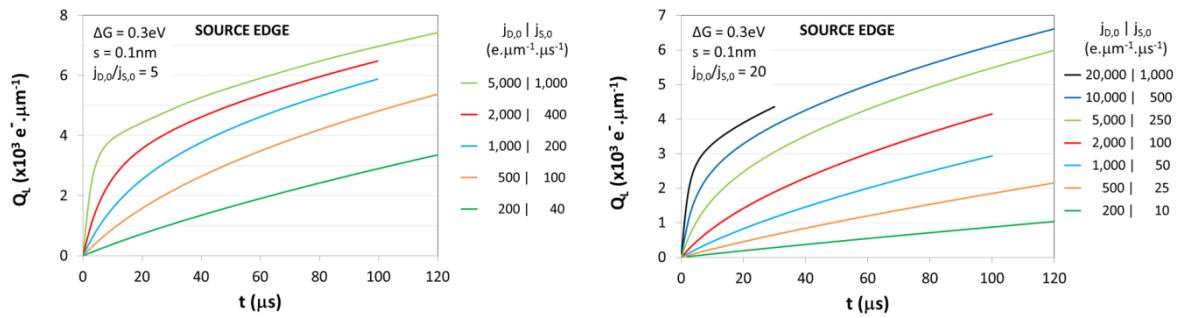 ΔG = 0.3eV
s = 0.1nm
j_D,0/j_S,0 = 5
SOURCE EDGE
j_D,0 | j_S,0
(e.µm⁻¹.µs⁻¹)
5,000 | 1,000
2,000 | 400
1,000 | 200
500 | 100
200 | 40
8
6
4
2
0
Q_L (x10³ e⁻.µm⁻¹)
0 20 40 60 80 100 120
t (µs)
ΔG = 0.3eV
s = 0.1nm
j_D,0/j_S,0 = 20
SOURCE EDGE
j_D,0 | j_S,0
(e.µm⁻¹.µs⁻¹)
20,000 | 1,000
10,000 | 500
5,000 | 250
2,000 | 100
1,000 | 50
500 | 25
200 | 10
7
6
5
4
3
2
1
0
Q_L (x10³ e⁻.µm⁻¹)
0 20 40 60 80 100 120
t (µs)